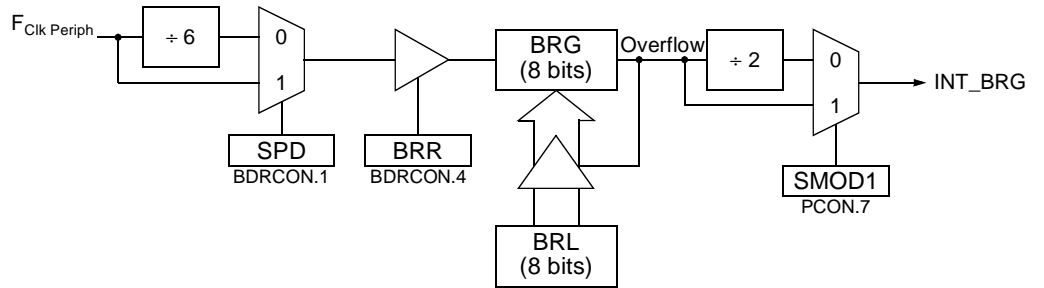 FClk Periph
÷ 6
0
1
SPD
BDRCON.1
BRR
BDRCON.4
BRG
(8 bits)
Overflow
BRL
(8 bits)
÷ 2
0
1
SMOD1
PCON.7
INT_BRG